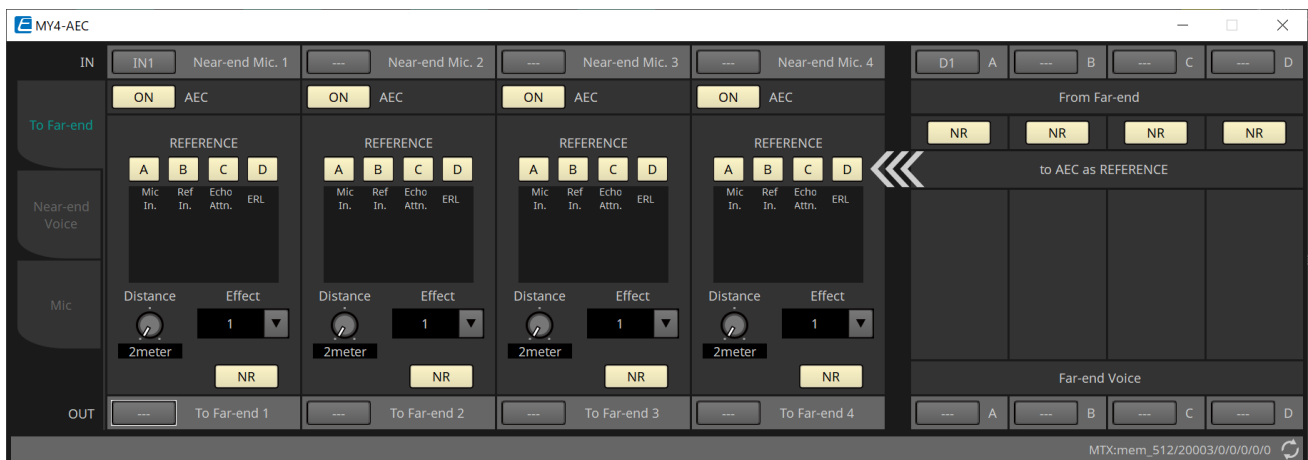 MY4-AEC
IN IN1 Near-end Mic. 1 --- Near-end Mic. 2 --- Near-end Mic. 3 --- Near-end Mic. 4 D1 A --- B --- C --- D
ON AEC ON AEC ON AEC ON AEC From Far-end
To Far-end
NR NR NR NR
REFERENCE REFERENCE REFERENCE REFERENCE
A B C D A B C D A B C D A B C D to AEC as REFERENCE
Mic Ref Echo ERL Mic Ref Echo ERL Mic Ref Echo ERL Mic Ref Echo ERL
In. In. Attn. In. In. Attn. In. In. Attn. In. In. Attn.
Near-end
Voice
Mic
Distance Effect Distance Effect Distance Effect Distance Effect
1 1 1 1
2meter 2meter 2meter 2meter
NR NR NR NR Far-end Voice
OUT --- To Far-end 1 --- To Far-end 2 --- To Far-end 3 --- To Far-end 4 --- A --- B --- C --- D
MTX:mem_512/20003/0/0/0/0/0